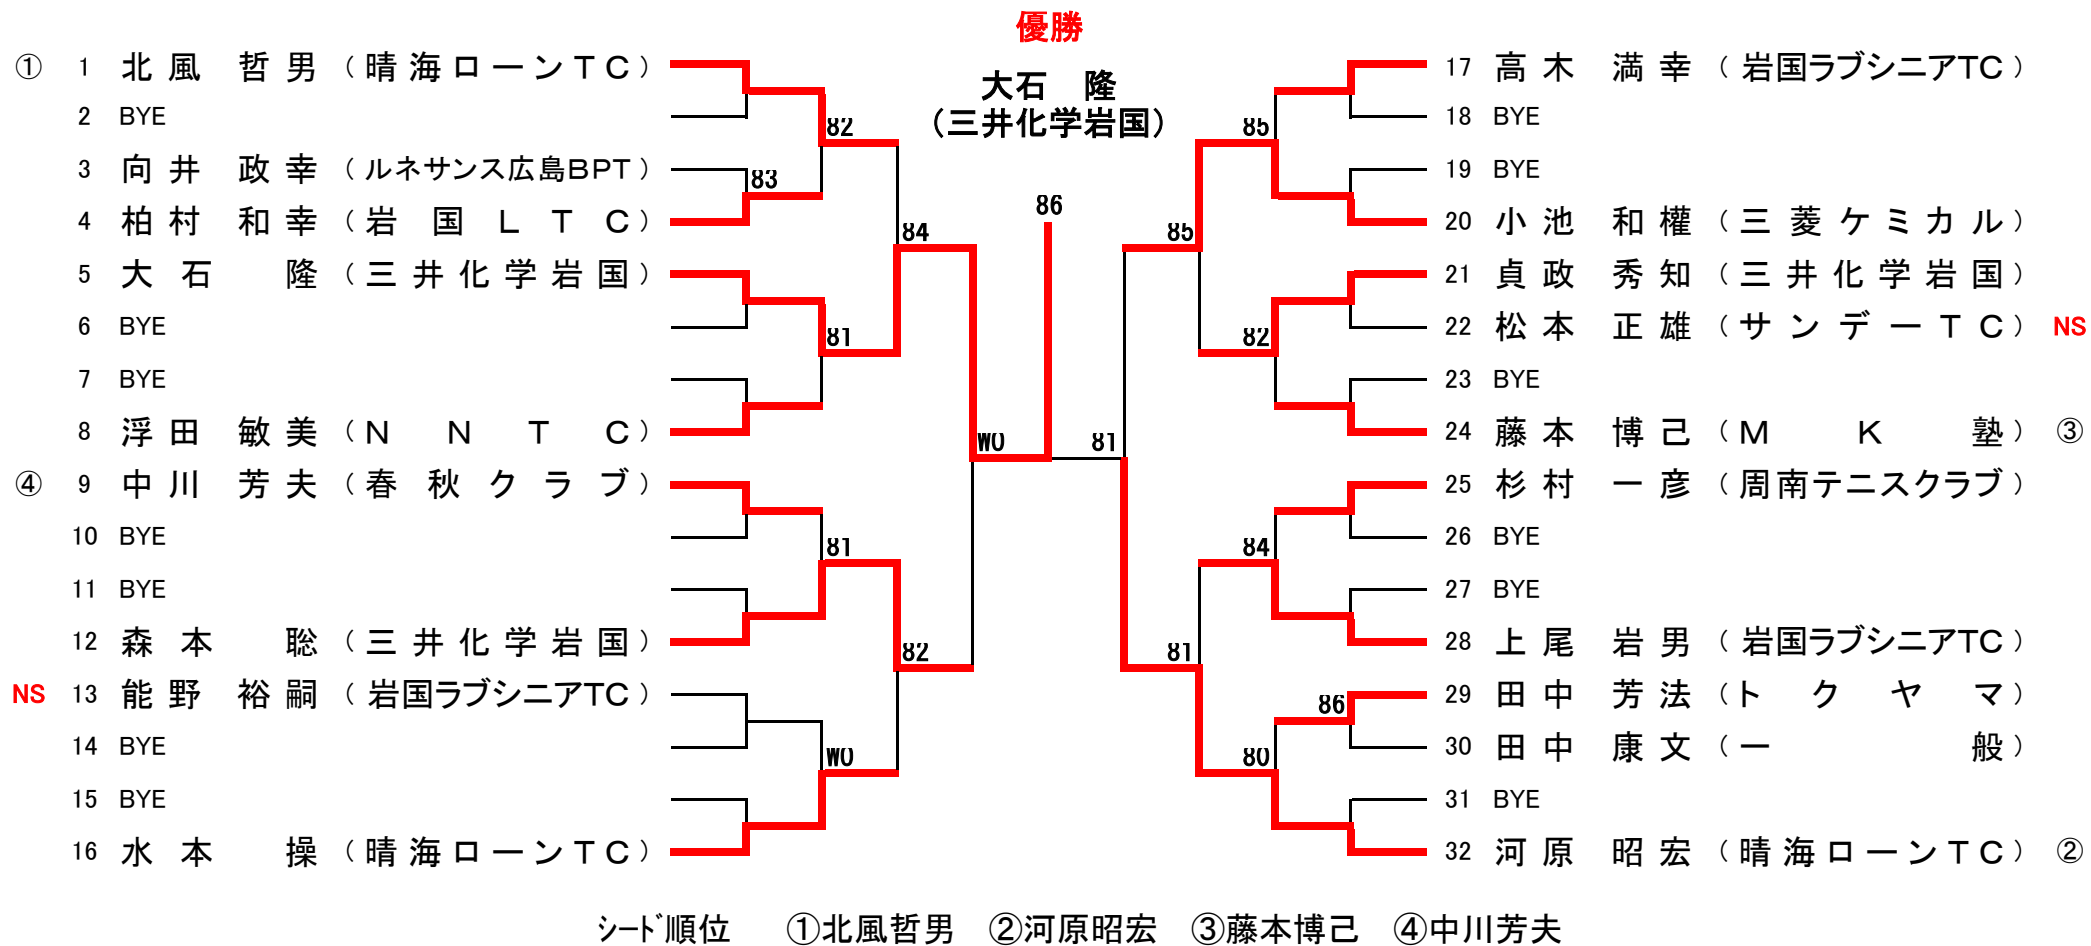 優勝
大石 隆
（三井化学岩国）
① 1 北風 哲男（晴海ローンTC）
2 BYE
3 向井 政幸（ルネサンス広島BPT）
4 柏村 和幸（岩国LTC）
5 大石 隆（三井化学岩国）
6 BYE
7 BYE
8 浮田 敏美（NNTC）
④ 9 中川 芳夫（春秋クラブ）
10 BYE
11 BYE
12 森本 聡（三井化学岩国）
NS 13 能野 裕嗣（岩国ラブシニアTC）
14 BYE
15 BYE
16 水本 操（晴海ローンTC）
82
83
81
81
W0
84
82
W0
86
81
85
81
85
82
84
86
80
17 高木 満幸（岩国ラブシニアTC）
18 BYE
19 BYE
20 小池 和權（三菱ケミカル）
21 貞政 秀知（三井化学岩国）
22 松本 正雄（サンデーTC） NS
23 BYE
24 藤本 博己（MK塾） ③
25 杉村 一彦（周南テニスクラブ）
26 BYE
27 BYE
28 上尾 岩男（岩国ラブシニアTC）
29 田中 芳法（トクヤマ）
30 田中 康文（一般）
31 BYE
32 河原 昭宏（晴海ローンTC） ②
ｼｰﾄﾞ順位 ①北風哲男 ②河原昭宏 ③藤本博己 ④中川芳夫